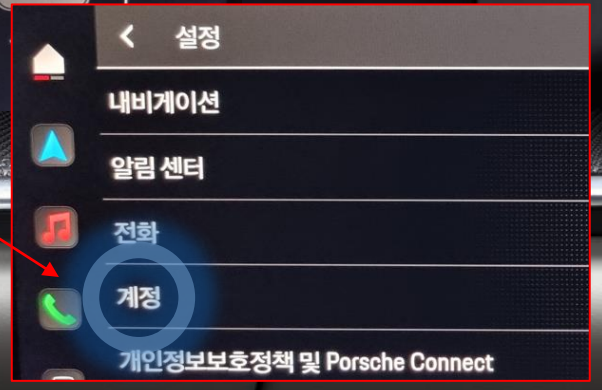 설정
내비게이션
알림 센터
전화
계정
개인정보보호정책 및 Porsche Connect